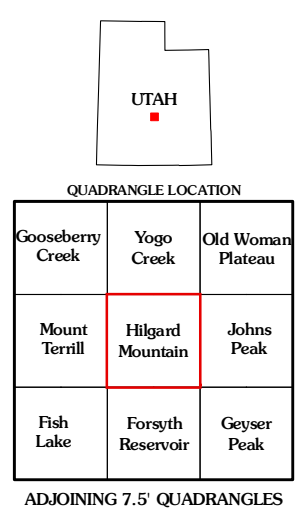 UTAH
QUADRANGLE LOCATION
Gooseberry
Creek
Yogo
Creek
Old Woman
Plateau
Mount
Terrill
Hilgard
Mountain
Johns
Peak
Fish
Lake
Forsyth
Reservoir
Geyser
Peak
ADJOINING 7.5' QUADRANGLES